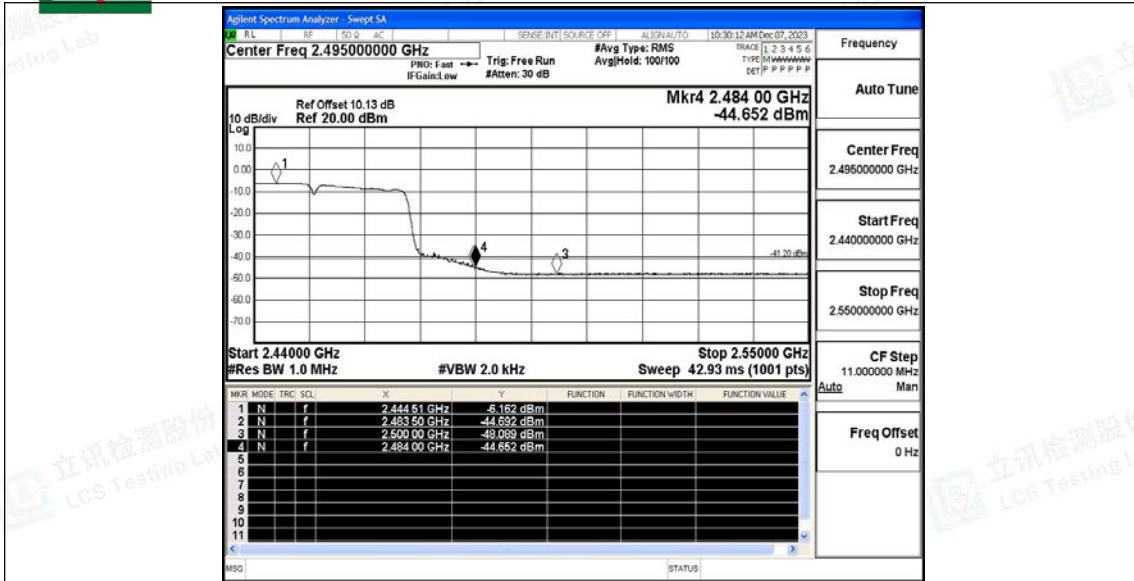 Agilent Spectrum Analyzer - Swept SA
RL RF 50 Ω AC SENSE:INT SOURCE OFF ALIGN AUTO 10:30:12 AM Dec 07, 2023
Center Freq 2.495000000 GHz
PNO: Fast
IFGain:Low
Trig: Free Run
#Atten: 30 dB
#Avg Type: RMS
Avg|Hold: 100/100
TRACE 1 2 3 4 5 6
TYPE M W W W W W
DET P P P P P P
Ref Offset 10.13 dB
Ref 20.00 dBm
10 dB/div
Log
Mkr4 2.484 00 GHz
-44.652 dBm
10.0
0.00
-10.0
-20.0
-30.0
-40.0
-50.0
-60.0
-70.0
1
4
3
-41.20 dBm
Start 2.44000 GHz
Stop 2.55000 GHz
#Res BW 1.0 MHz
#VBW 2.0 kHz
Sweep 42.93 ms (1001 pts)
MKR MODE TRC SCL X Y FUNCTION FUNCTION WIDTH FUNCTION VALUE
1 N f 2.444 51 GHz -6.162 dBm
2 N f 2.483 50 GHz -44.692 dBm
3 N f 2.500 00 GHz -48.089 dBm
4 N f 2.484 00 GHz -44.652 dBm
5
6
7
8
9
10
11
MSG
STATUS
Frequency
Auto Tune
Center Freq
2.495000000 GHz
Start Freq
2.440000000 GHz
Stop Freq
2.550000000 GHz
CF Step
11.000000 MHz
Auto Man
Freq Offset
0 Hz
立讯检测股份
LCS Testing Lab
立讯检测股份
LCS Testing